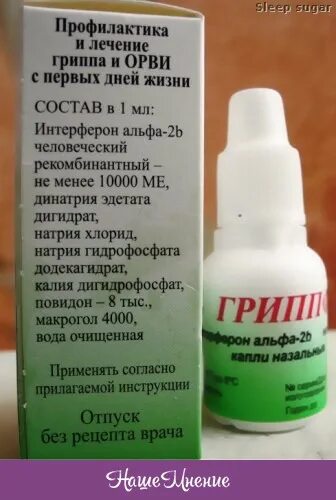 Sleep sugar
Профилактика
и лечение
гриппа и ОРВИ
с первых дней жизни
СОСТАВ в 1 мл:
Интерферон альфа-2b
человеческий
рекомбинантный –
не менее 10000 МЕ,
динатрия эдетата
дигидрат,
натрия хлорид,
натрия гидрофосфата
додекагидрат,
калия дигидрофосфат,
повидон – 8 тыс.,
макрогол 4000,
вода очищенная
Применять согласно
прилагаемой инструкции
Отпуск
без рецепта врача
ГРИПП
терферон альфа-2b
капли назальные
НашеМнение